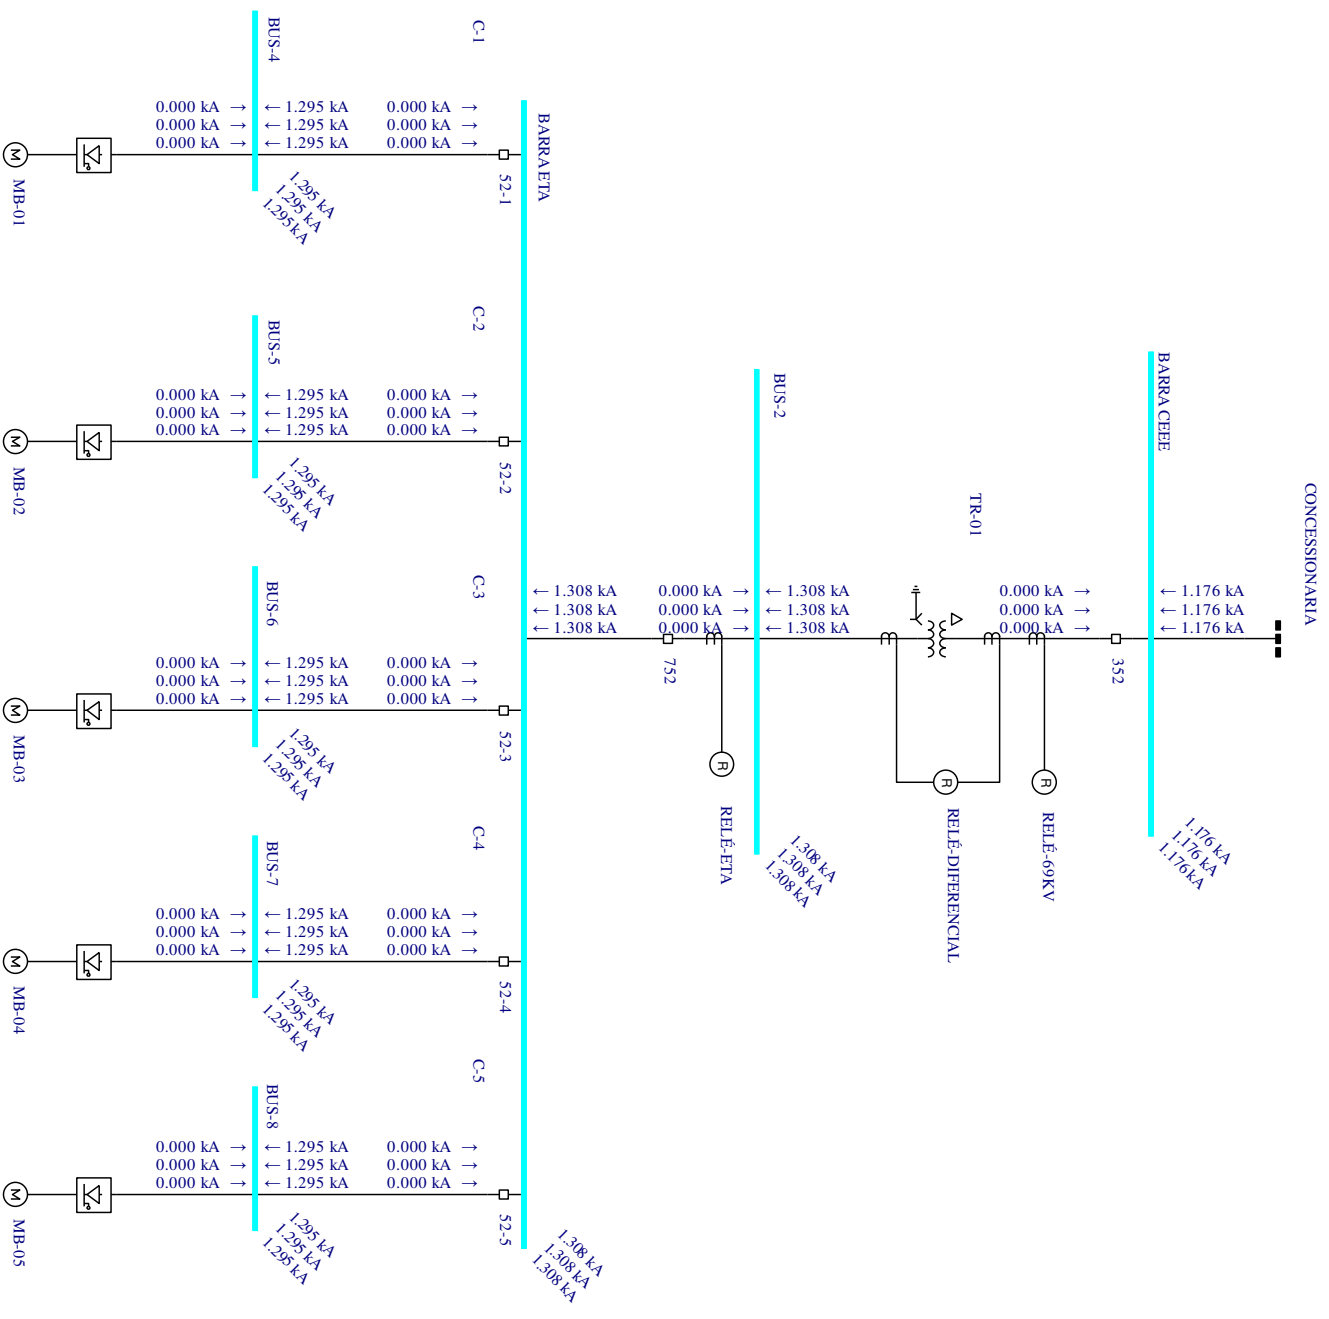 CONCESSIONARIA
BARRA CEEE
← 1.176 kA
← 1.176 kA
← 1.176 kA
1.176 kA
1.176 kA
1.176 kA
352
0.000 kA →
0.000 kA →
0.000 kA →
R
RELÉ-69KV
TR-01
R
RELÉ-DIFERENCIAL
BUS-2
← 1.308 kA
← 1.308 kA
← 1.308 kA
1.308 kA
1.308 kA
1.308 kA
0.000 kA →
0.000 kA →
0.000 kA →
R
RELÉ-ETA
752
← 1.308 kA
← 1.308 kA
← 1.308 kA
BARRA ETA
1.308 kA
1.308 kA
1.308 kA
C-1
52-1
0.000 kA →
0.000 kA →
0.000 kA →
BUS-4
← 1.295 kA
← 1.295 kA
← 1.295 kA
1.295 kA
1.295 kA
1.295 kA
0.000 kA →
0.000 kA →
0.000 kA →
M
MB-01
C-2
52-2
0.000 kA →
0.000 kA →
0.000 kA →
BUS-5
← 1.295 kA
← 1.295 kA
← 1.295 kA
1.295 kA
1.295 kA
1.295 kA
0.000 kA →
0.000 kA →
0.000 kA →
M
MB-02
C-3
52-3
0.000 kA →
0.000 kA →
0.000 kA →
BUS-6
← 1.295 kA
← 1.295 kA
← 1.295 kA
1.295 kA
1.295 kA
1.295 kA
0.000 kA →
0.000 kA →
0.000 kA →
M
MB-03
C-4
52-4
0.000 kA →
0.000 kA →
0.000 kA →
BUS-7
← 1.295 kA
← 1.295 kA
← 1.295 kA
1.295 kA
1.295 kA
1.295 kA
0.000 kA →
0.000 kA →
0.000 kA →
M
MB-04
C-5
52-5
0.000 kA →
0.000 kA →
0.000 kA →
BUS-8
← 1.295 kA
← 1.295 kA
← 1.295 kA
1.295 kA
1.295 kA
1.295 kA
0.000 kA →
0.000 kA →
0.000 kA →
M
MB-05